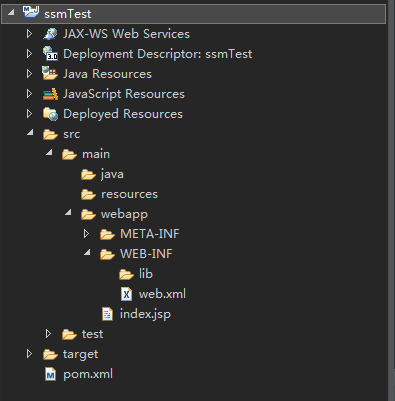 ssmTest
JAX-WS Web Services
Deployment Descriptor: ssmTest
Java Resources
JavaScript Resources
Deployed Resources
src
main
java
resources
webapp
META-INF
WEB-INF
lib
web.xml
index.jsp
test
target
pom.xml